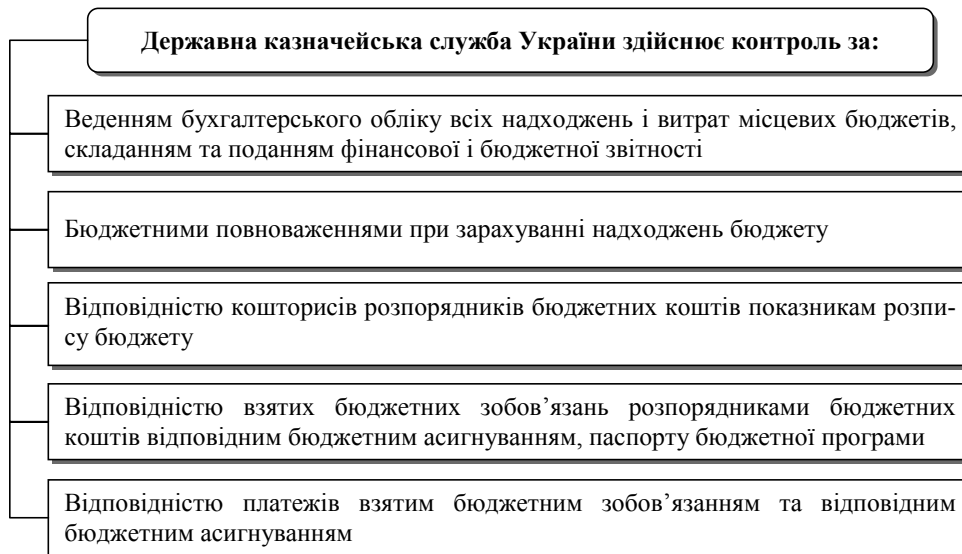 Державна казначейська служба України здійснює контроль за:
Веденням бухгалтерського обліку всіх надходжень і витрат місцевих бюджетів,
складанням та поданням фінансової і бюджетної звітності
Бюджетними повноваженнями при зарахуванні надходжень бюджету
Відповідністю кошторисів розпорядників бюджетних коштів показникам розпи-
су бюджету
Відповідністю взятих бюджетних зобов’язань розпорядниками бюджетних
коштів відповідним бюджетним асигнуванням, паспорту бюджетної програми
Відповідністю платежів взятим бюджетним зобов’язанням та відповідним
бюджетним асигнуванням